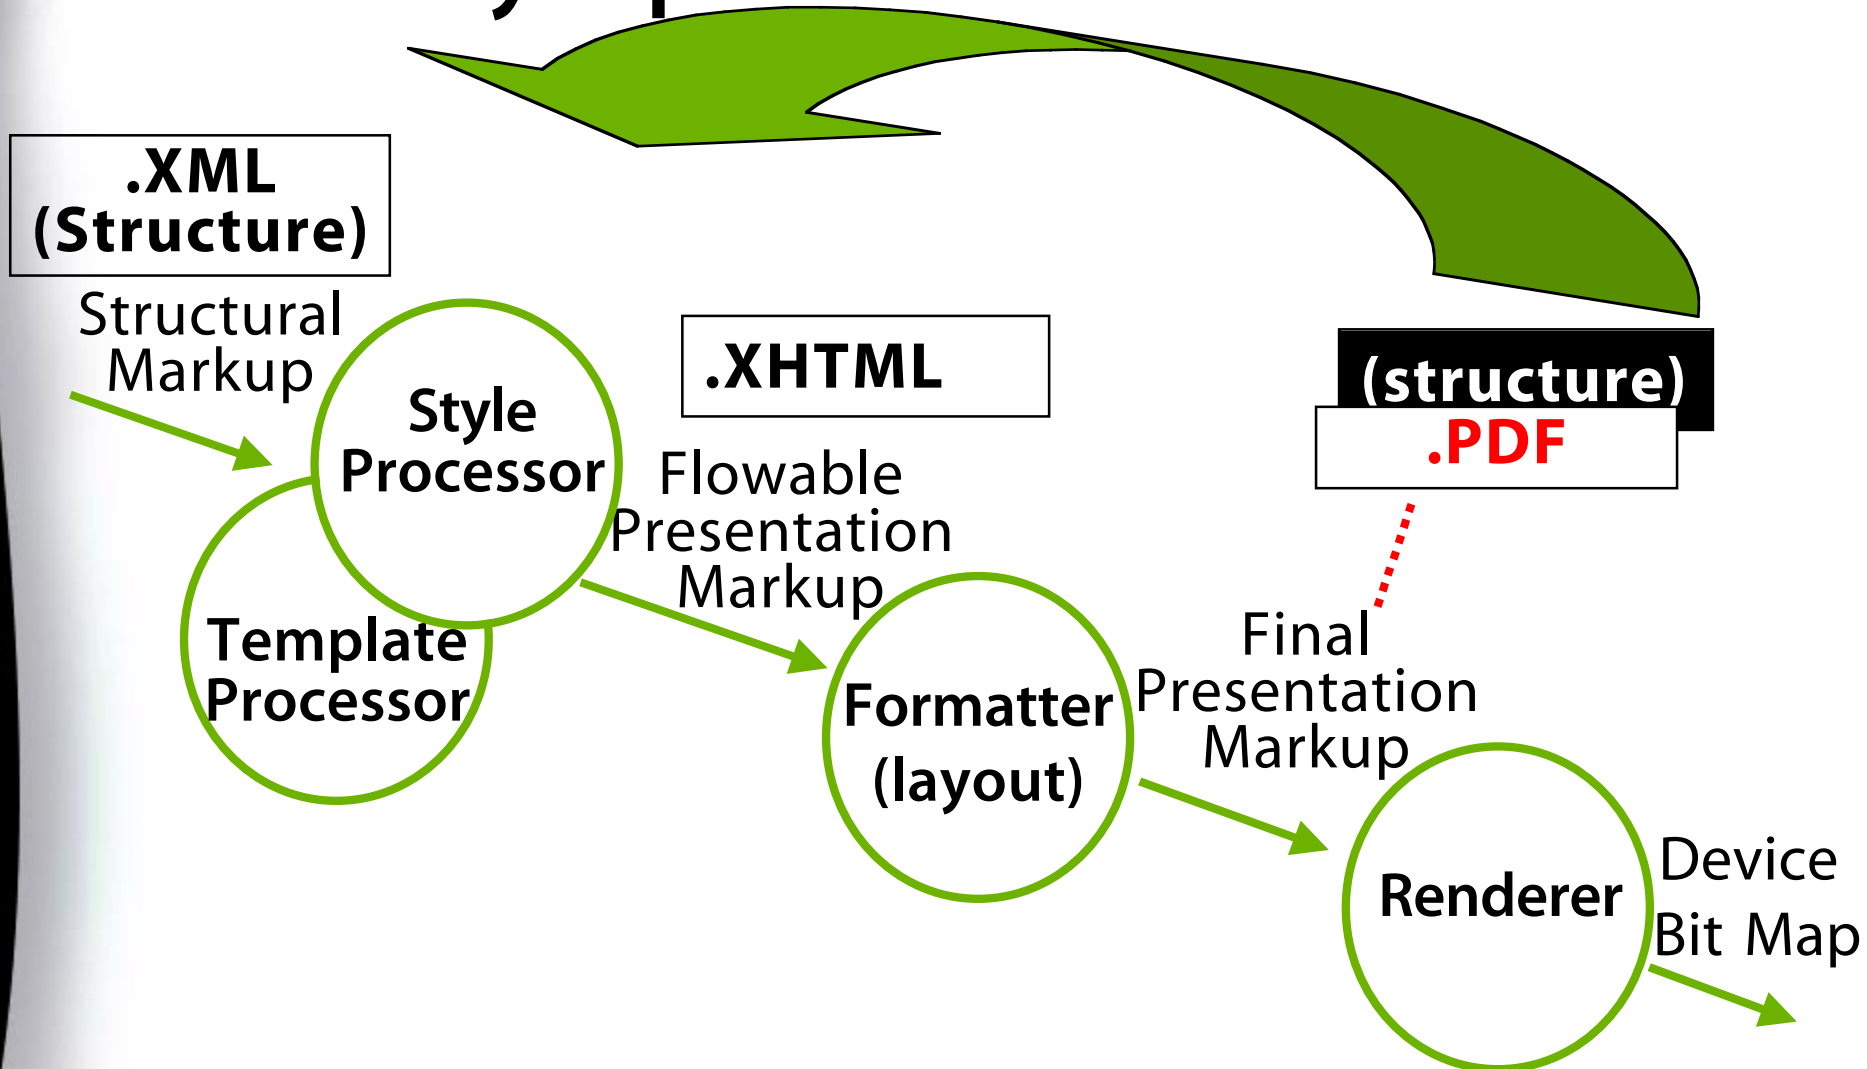 .XML
(Structure)
Structural
Markup
Style
Processor
Template
Processor
.XHTML
Flowable
Presentation
Markup
Formatter
(layout)
(structure)
.PDF
Final
Presentation
Markup
Renderer
Device
Bit Map